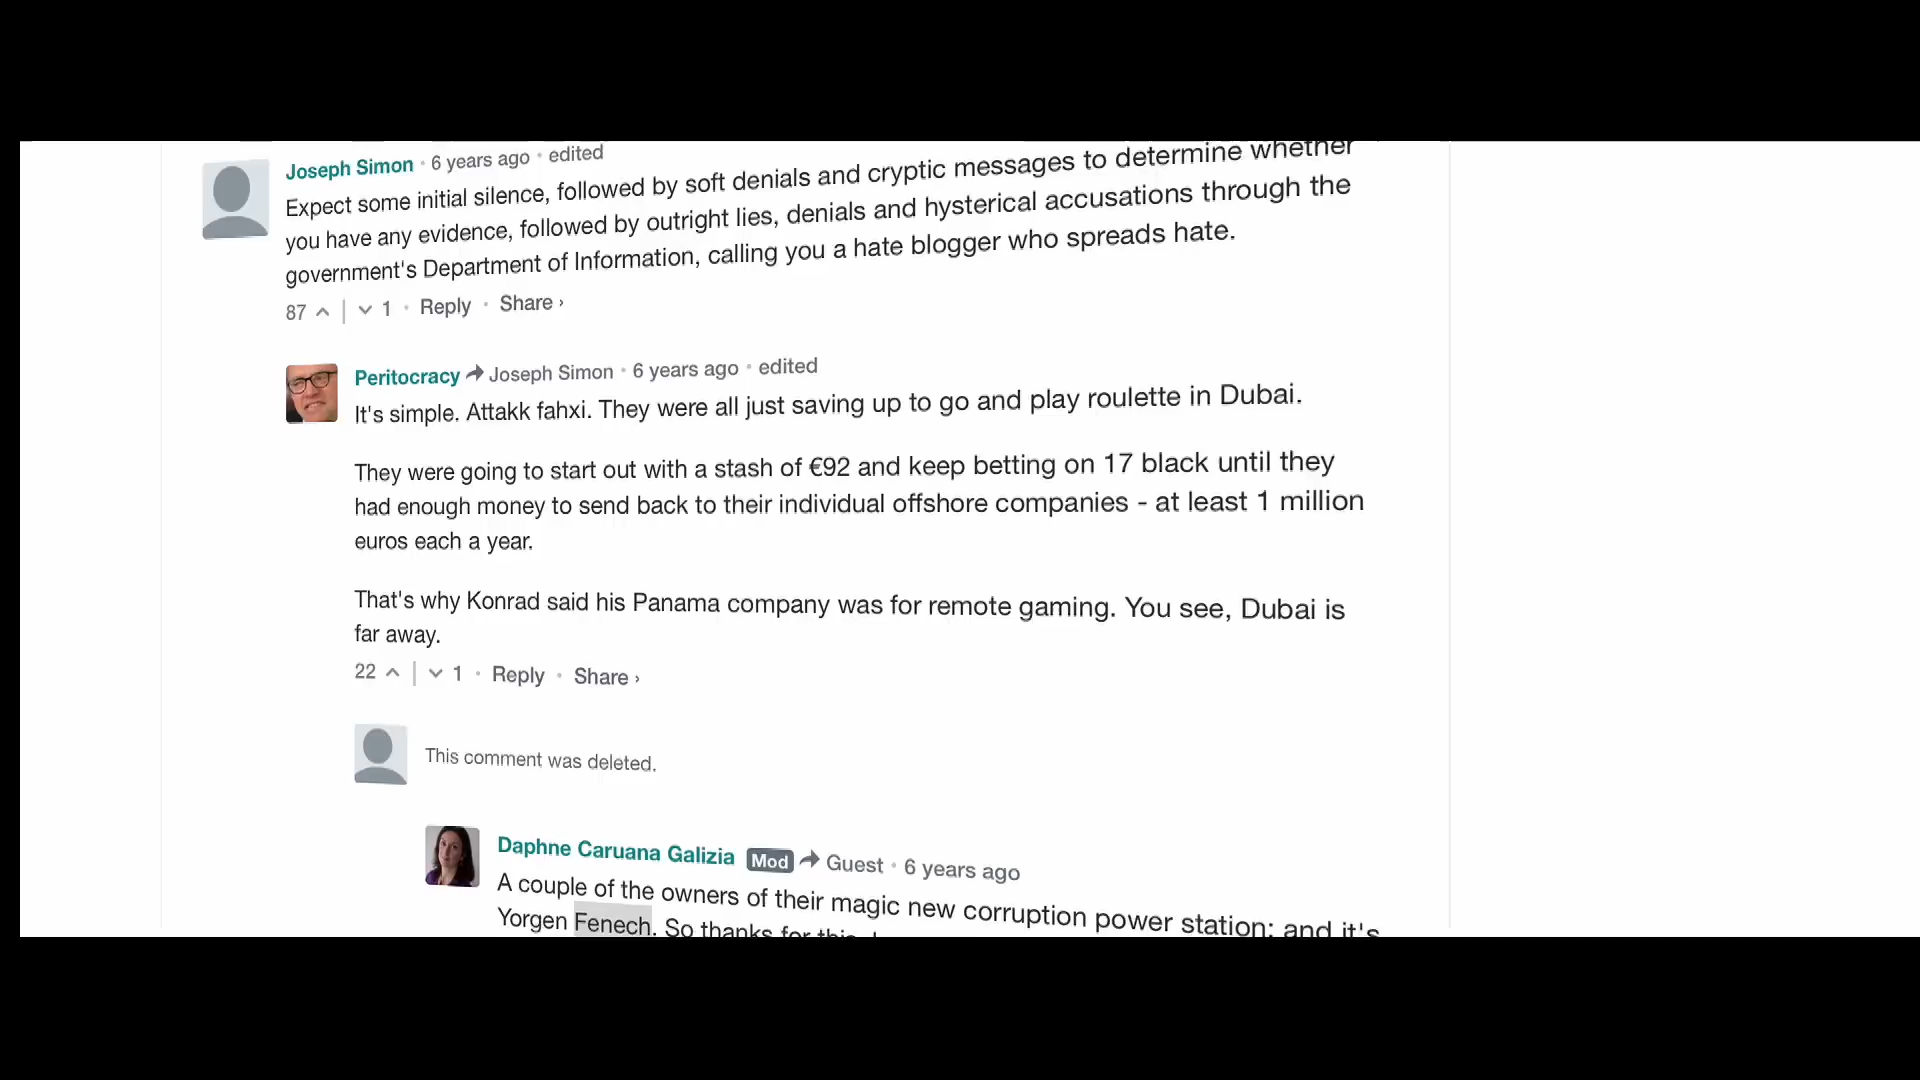 Joseph Simon • 6 years ago • edited
Expect some initial silence, followed by soft denials and cryptic messages to determine whether
you have any evidence, followed by outright lies, denials and hysterical accusations through the
government's Department of Information, calling you a hate blogger who spreads hate.
87 | 1 • Reply • Share ›
Peritocracy Joseph Simon • 6 years ago • edited
It's simple. Attakk fahxi. They were all just saving up to go and play roulette in Dubai.
They were going to start out with a stash of €92 and keep betting on 17 black until they
had enough money to send back to their individual offshore companies - at least 1 million
euros each a year.
That's why Konrad said his Panama company was for remote gaming. You see, Dubai is
far away.
22 | 1 • Reply • Share ›
This comment was deleted.
Daphne Caruana Galizia Mod Guest • 6 years ago
A couple of the owners of their magic new corruption power station: and it's
Yorgen Fenech. So thanks for this